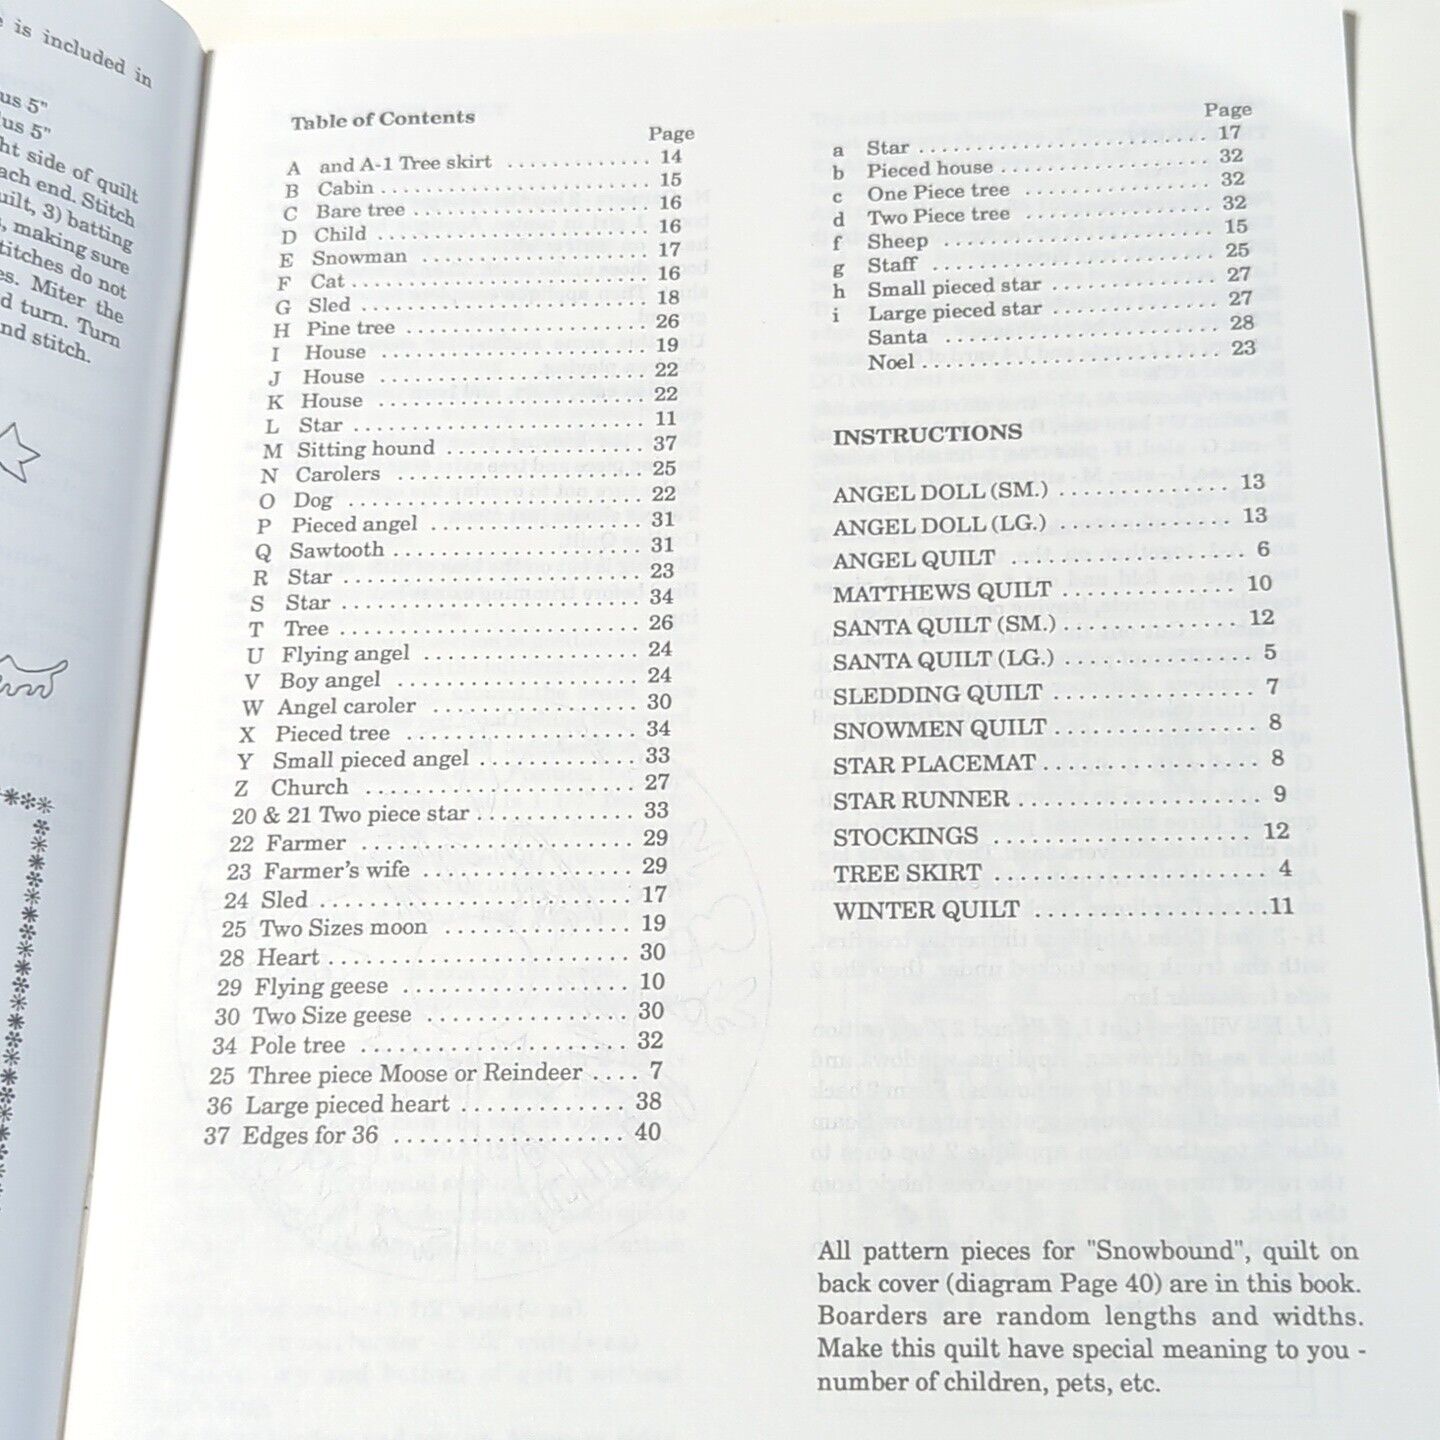 is included in
us 5"
us 5"
ht side of quilt
ach end. Stitch
uilt, 3) batting
, making sure
titches do not
es. Miter the
d turn. Turn
nd stitch.
Table of Contents
Page
A and A-1 Tree skirt ............. 14
B Cabin ......................... 15
C Bare tree ...................... 16
D Child ......................... 16
E Snowman ...................... 17
F Cat ........................... 16
G Sled .......................... 18
H Pine tree ....................... 26
I House ......................... 19
J House ......................... 22
K House ......................... 22
L Star ........................... 11
M Sitting hound ................... 37
N Carolers ....................... 25
O Dog ........................... 22
P Pieced angel .................... 31
Q Sawtooth ....................... 31
R Star ........................... 23
S Star ........................... 34
T Tree ........................... 26
U Flying angel .................... 24
V Boy angel ...................... 24
W Angel caroler ................... 30
X Pieced tree ..................... 34
Y Small pieced angel ............... 33
Z Church ......................... 27
20 & 21 Two piece star .............. 33
22 Farmer ......................... 29
23 Farmer's wife ................... 29
24 Sled ........................... 17
25 Two Sizes moon ................. 19
28 Heart .......................... 30
29 Flying geese .................... 10
30 Two Size geese .................. 30
34 Pole tree ....................... 32
25 Three piece Moose or Reindeer .... 7
36 Large pieced heart ............... 38
37 Edges for 36 .................... 40
Page
a Star ........................... 17
b Pieced house .................... 32
c One Piece tree .................. 32
d Two Piece tree .................. 32
f Sheep .......................... 15
g Staff .......................... 25
h Small pieced star ................ 27
i Large pieced star ................ 27
Santa ........................... 28
Noel ............................ 23
INSTRUCTIONS
ANGEL DOLL (SM.) .............. 13
ANGEL DOLL (LG.) .............. 13
ANGEL QUILT .................. 6
MATTHEWS QUILT .............. 10
SANTA QUILT (SM.) ............. 12
SANTA QUILT (LG.) ............. 5
SLEDDING QUILT ............... 7
SNOWMEN QUILT ............... 8
STAR PLACEMAT ................ 8
STAR RUNNER .................. 9
STOCKINGS .................... 12
TREE SKIRT .................... 4
WINTER QUILT .................. 11
All pattern pieces for "Snowbound", quilt on
back cover (diagram Page 40) are in this book.
Boarders are random lengths and widths.
Make this quilt have special meaning to you -
number of children, pets, etc.